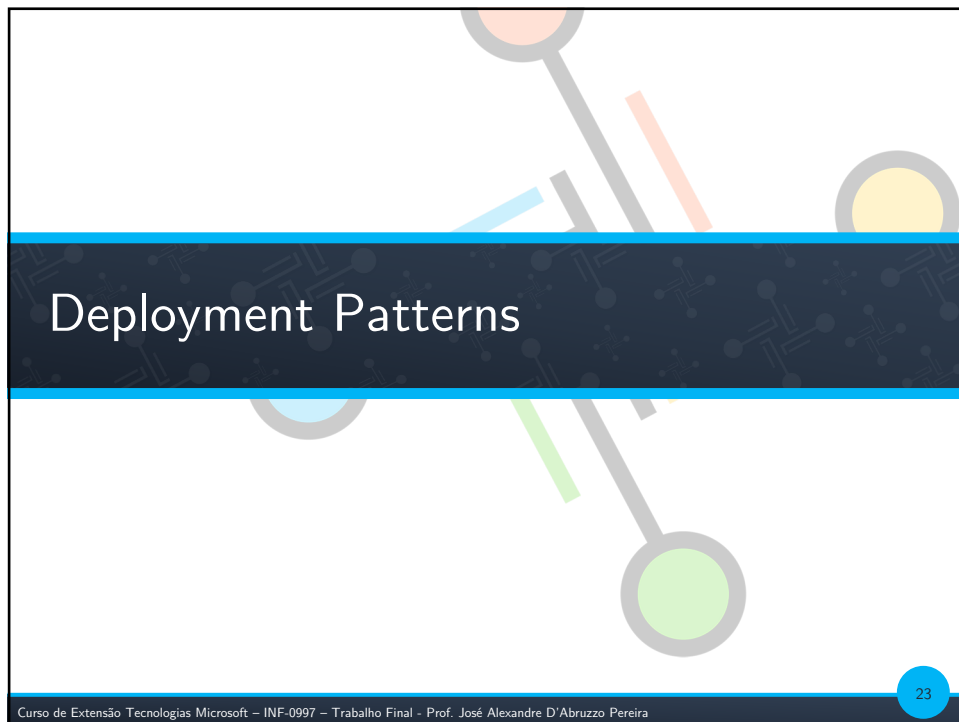 Deployment Patterns
23
Curso de Extensão Tecnologias Microsoft – INF-0997 – Trabalho Final - Prof. José Alexandre D'Abruzzo Pereira